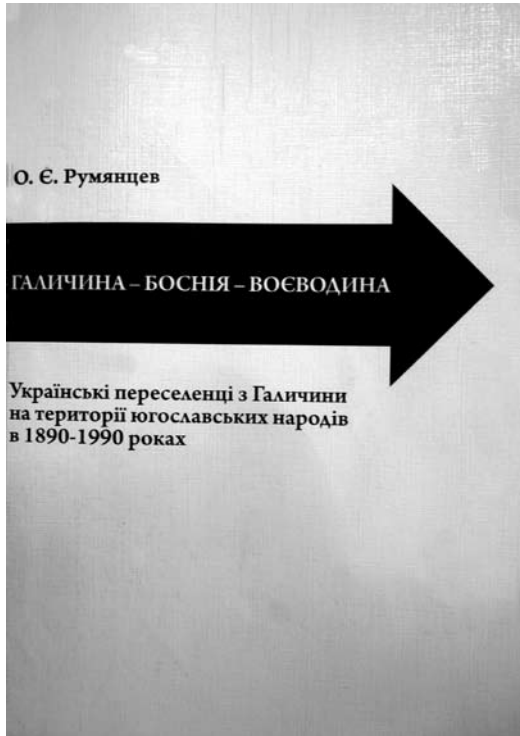 О. Є. Румянцев
ГАЛИЧИНА – БОСНІЯ – ВОЄВОДИНА
Українські переселенці з Галичини
на території югославських народів
в 1890-1990 роках